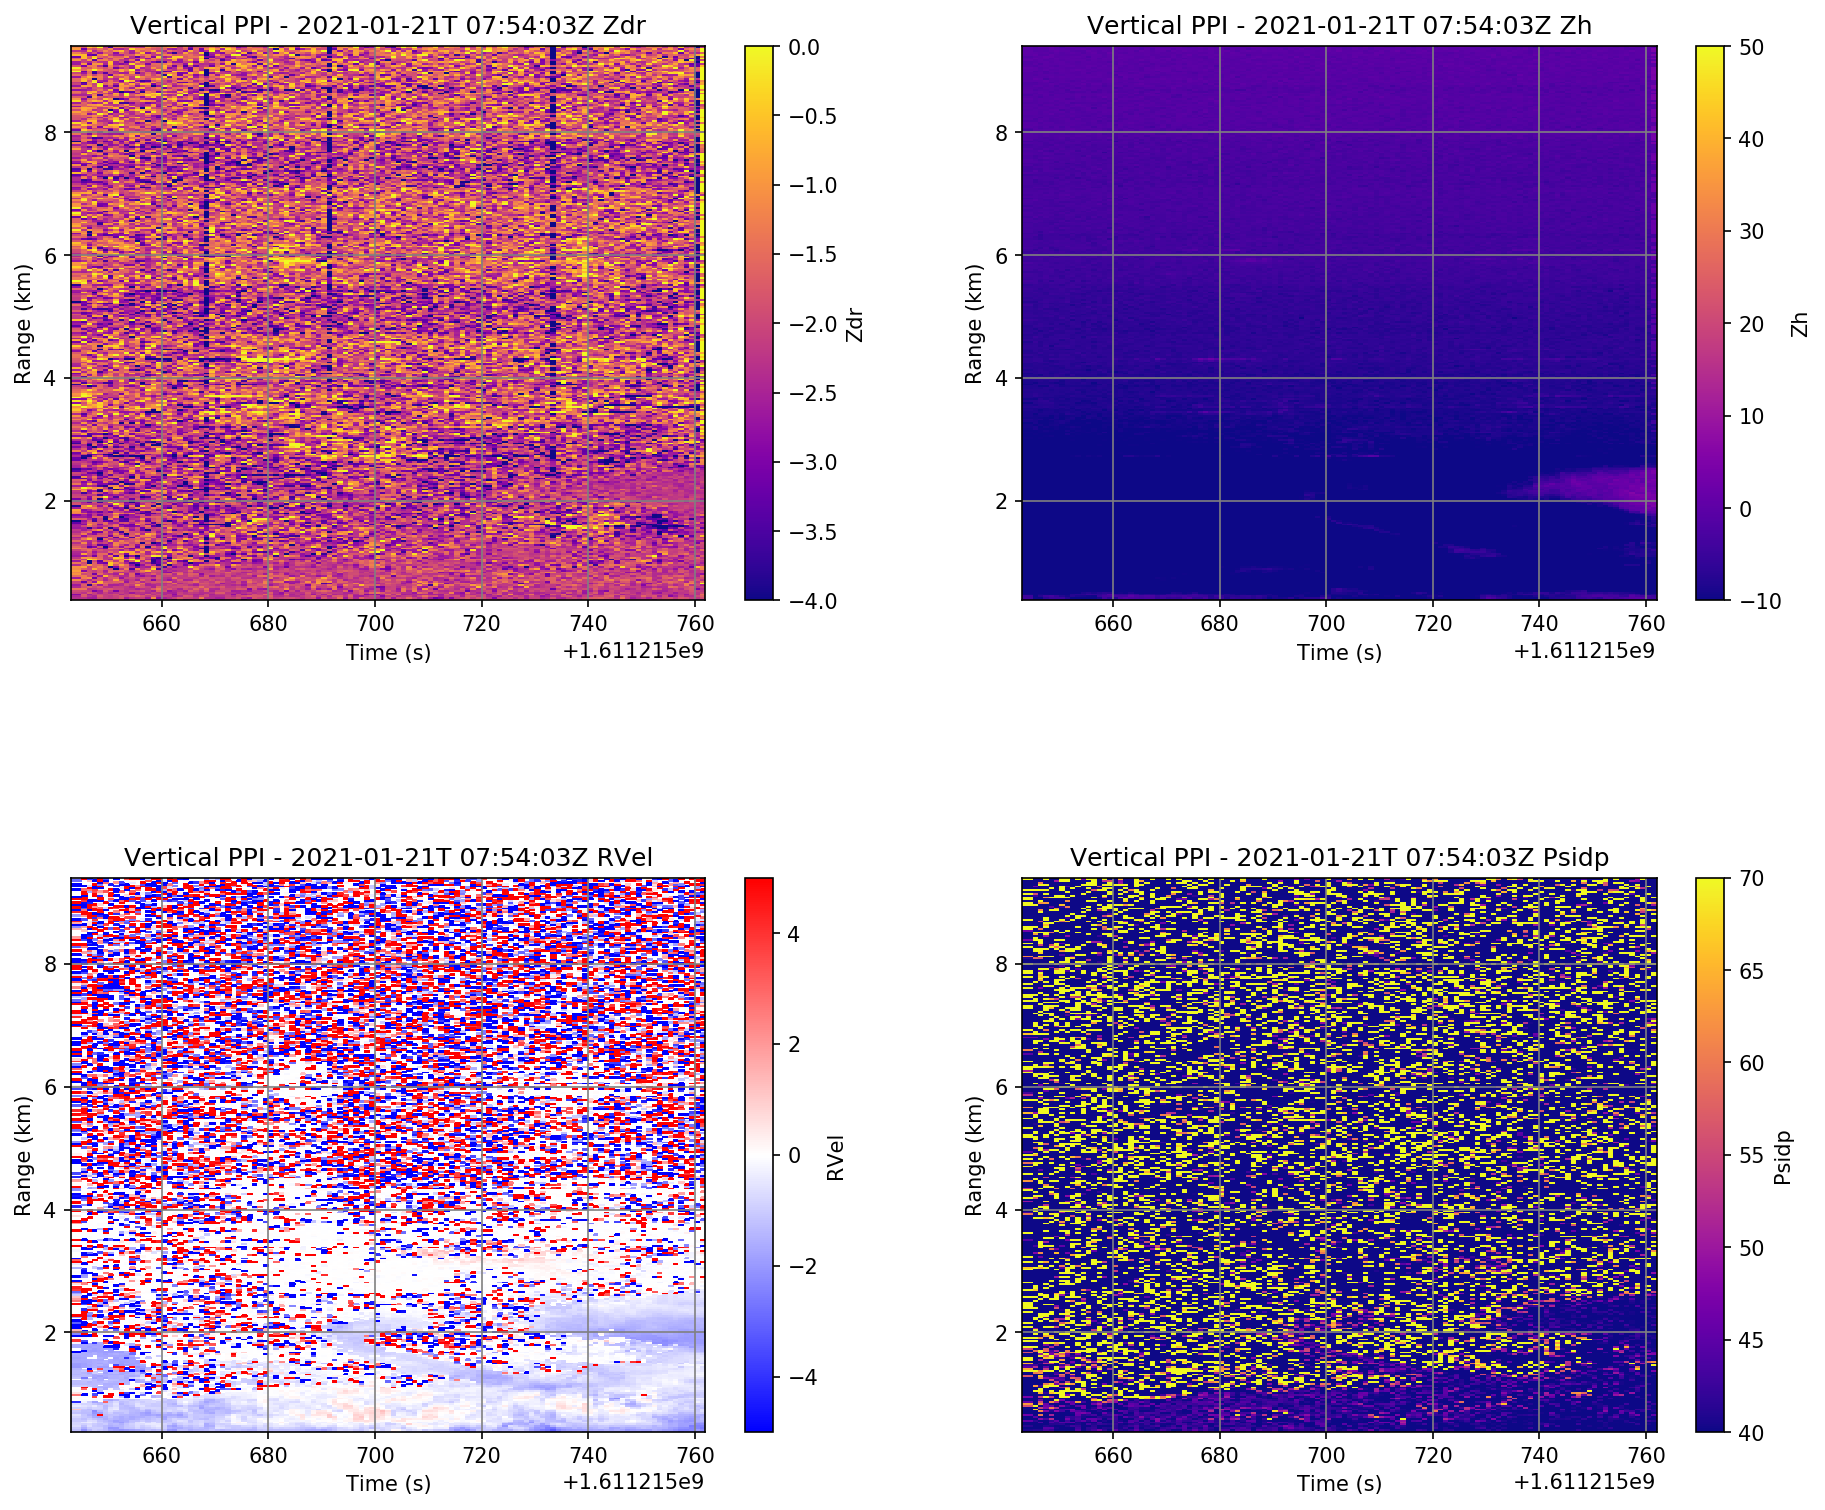 Vertical PPI - 2021-01-21T 07:54:03Z Zdr
Range (km)
8
6
4
2
660 680 700 720 740 760
Time (s)
+1.611215e9
0.0
−0.5
−1.0
−1.5
−2.0
−2.5
−3.0
−3.5
−4.0
Zdr
Vertical PPI - 2021-01-21T 07:54:03Z Zh
Range (km)
8
6
4
2
660 680 700 720 740 760
Time (s)
+1.611215e9
50
40
30
20
10
0
−10
Zh
Vertical PPI - 2021-01-21T 07:54:03Z RVel
Range (km)
8
6
4
2
660 680 700 720 740 760
Time (s)
+1.611215e9
4
2
0
−2
−4
RVel
Vertical PPI - 2021-01-21T 07:54:03Z Psidp
Range (km)
8
6
4
2
660 680 700 720 740 760
Time (s)
+1.611215e9
70
65
60
55
50
45
40
Psidp